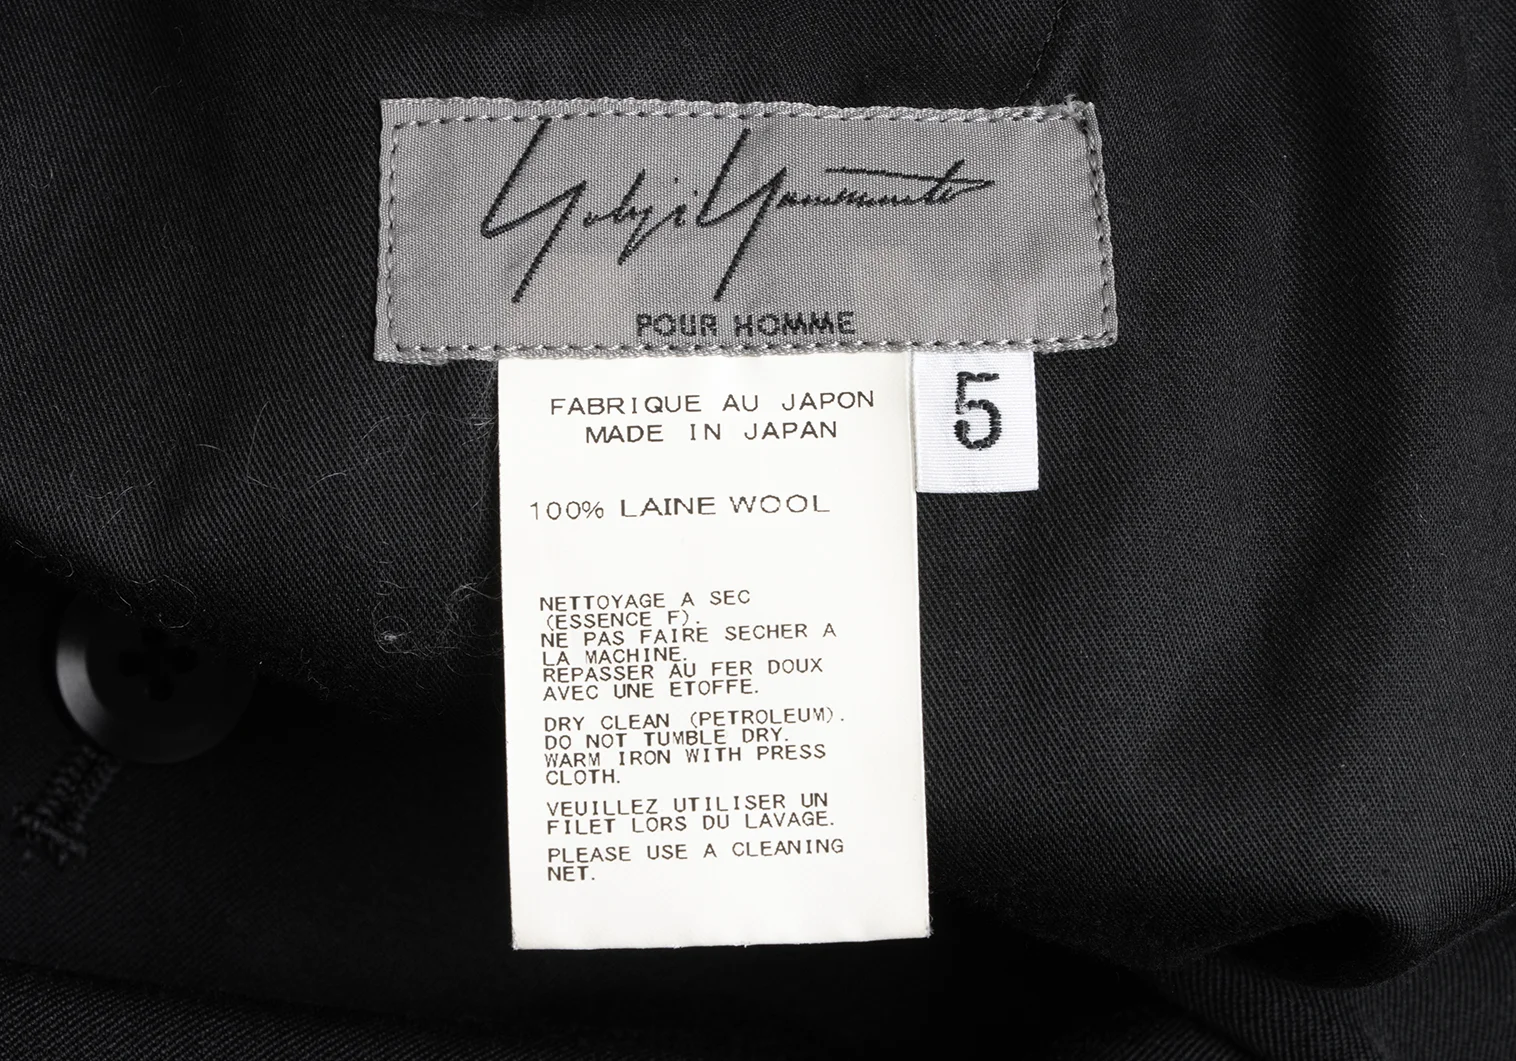 Yohji Yamamoto
POUR HOMME
5
FABRIQUE AU JAPON
MADE IN JAPAN
100% LAINE WOOL
NETTOYAGE A SEC
(ESSENCE F).
NE PAS FAIRE SECHER A
LA MACHINE.
REPASSER AU FER DOUX
AVEC UNE ETOFFE.
DRY CLEAN (PETROLEUM).
DO NOT TUMBLE DRY.
WARM IRON WITH PRESS
CLOTH.
VEUILLEZ UTILISER UN
FILET LORS DU LAVAGE.
PLEASE USE A CLEANING
NET.